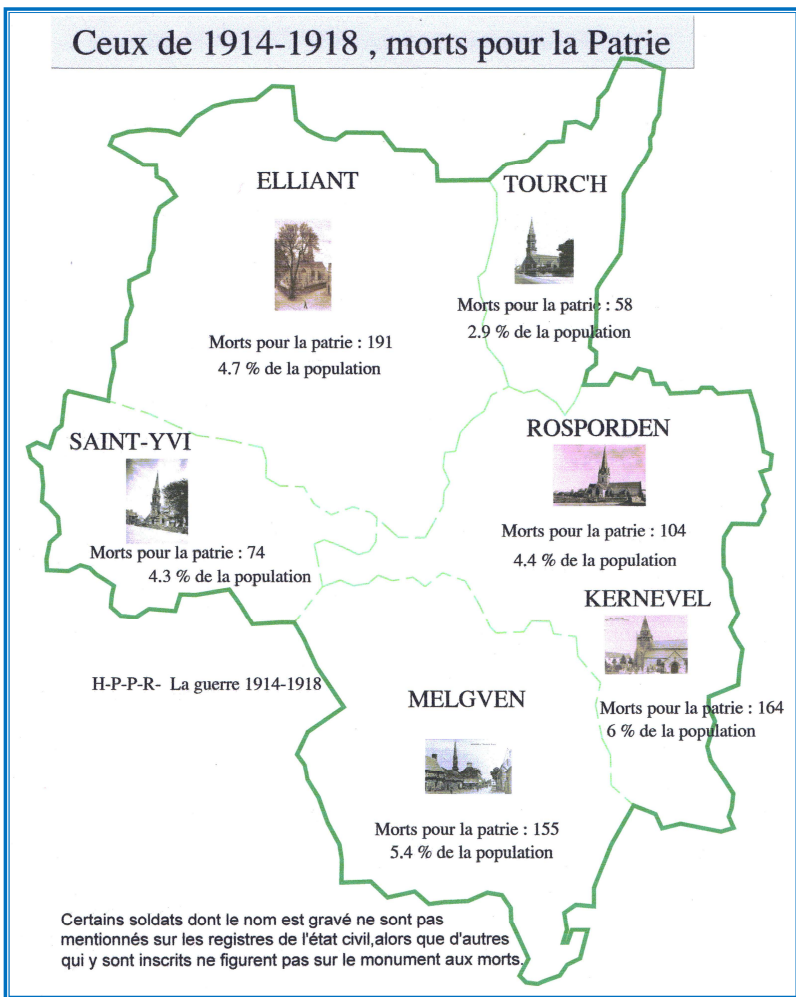 Ceux de 1914-1918 , morts pour la Patrie
ELLIANT
Morts pour la patrie : 191
4.7 % de la population
TOURC'H
Morts pour la patrie : 58
2.9 % de la population
SAINT-YVI
Morts pour la patrie : 74
4.3 % de la population
ROSPORDEN
Morts pour la patrie : 104
4.4 % de la population
KERNEVEL
Morts pour la patrie : 164
6 % de la population
H-P-P-R- La guerre 1914-1918
MELGVEN
Morts pour la patrie : 155
5.4 % de la population
Certains soldats dont le nom est gravé ne sont pas
mentionnés sur les registres de l'état civil,alors que d'autres
qui y sont inscrits ne figurent pas sur le monument aux morts.